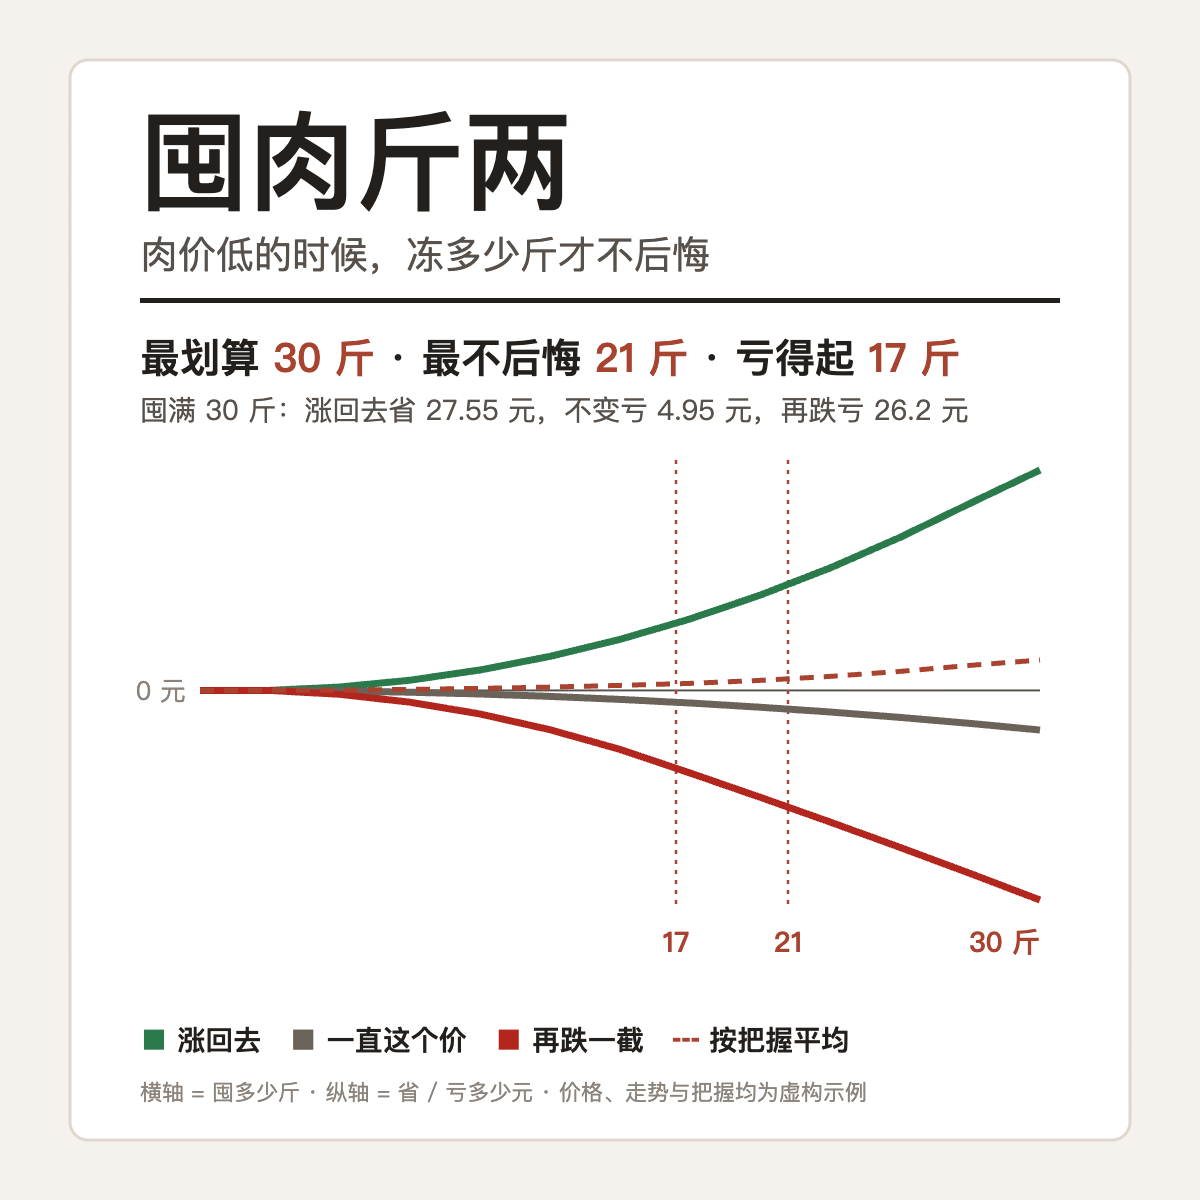 囤肉斤两
肉价低的时候，冻多少斤才不后悔
最划算 30 斤 · 最不后悔 21 斤 · 亏得起 17 斤
囤满 30 斤：涨回去省 27.55 元，不变亏 4.95 元，再跌亏 26.2 元
0 元
17 21 30 斤
涨回去 一直这个价 再跌一截 按把握平均
横轴 = 囤多少斤 · 纵轴 = 省 / 亏多少元 · 价格、走势与把握均为虚构示例